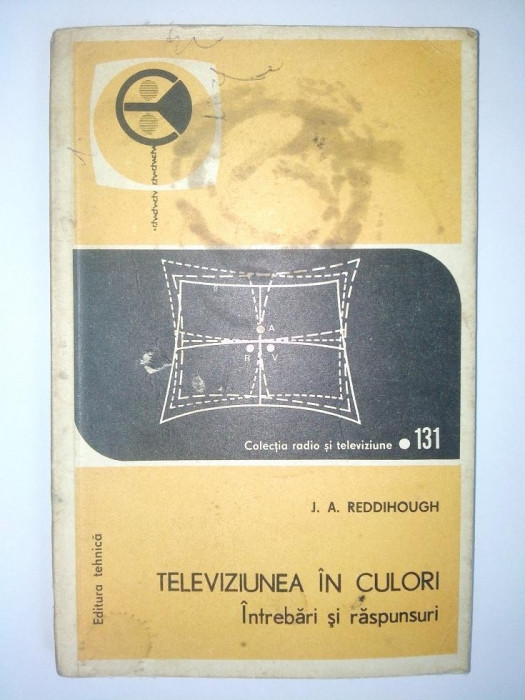 A
R V
Colecția radio și televiziune • 131
J. A. REDDIHOUGH
Editura tehnică
TELEVIZIUNEA ÎN CULORI
Întrebări și răspunsuri